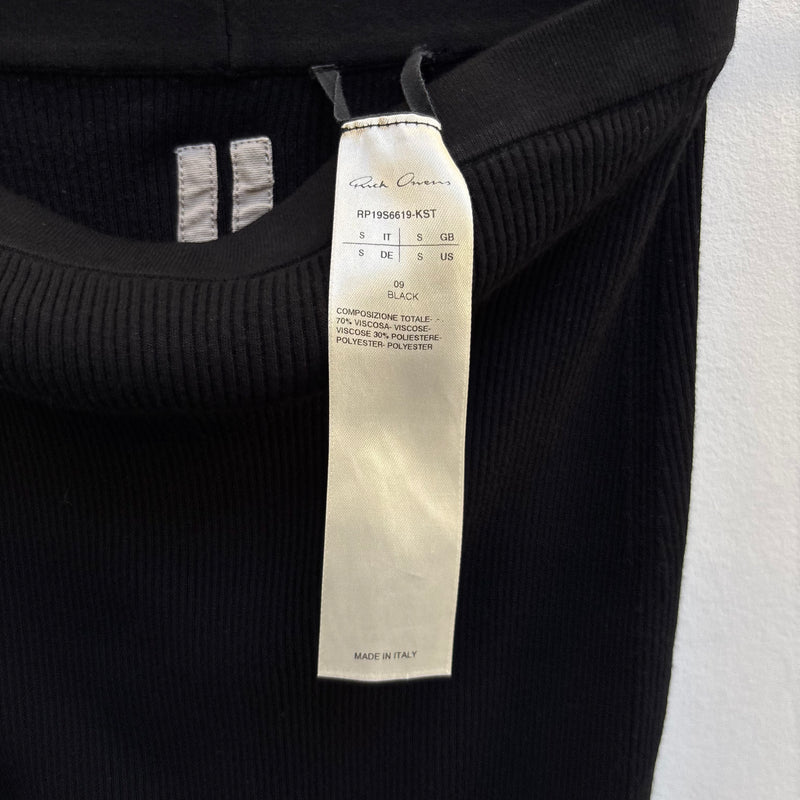 Rick Owens
RP19S6619-KST
S IT S GB
S DE S US
09
BLACK
COMPOSIZIONE TOTALE- -
70% VISCOSA- VISCOSE-
VISCOSE 30% POLIESTERE-
POLYESTER- POLYESTER
MADE IN ITALY